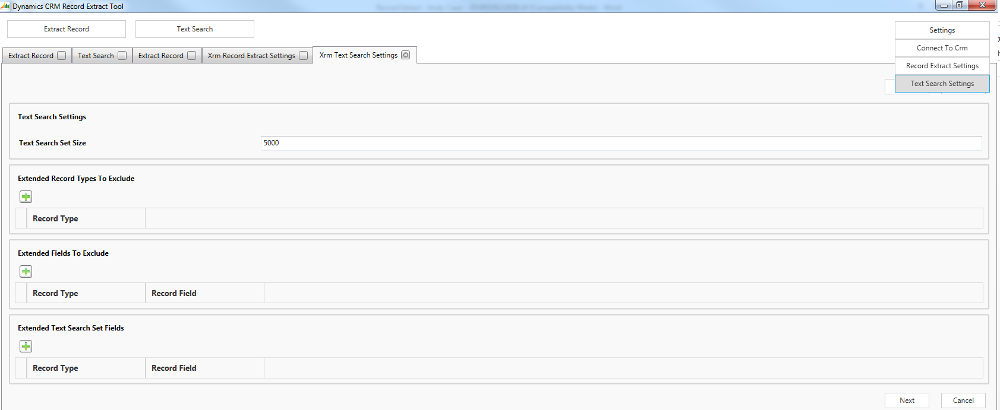 Dynamics CRM Record Extract Tool
Extract Record
Text Search
Settings
Connect To Crm
Record Extract Settings
Text Search Settings
Extract Record
Text Search
Extract Record
Xrm Record Extract Settings
Xrm Text Search Settings
Text Search Settings
Text Search Set Size
5000
Extended Record Types To Exclude
Record Type
Extended Fields To Exclude
Record Type
Record Field
Extended Text Search Set Fields
Record Type
Record Field
Next
Cancel